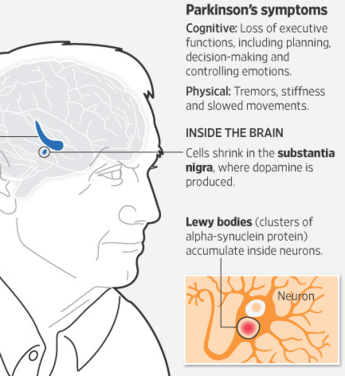 Parkinson's symptoms
Cognitive: Loss of executive
functions, including planning,
decision-making and
controlling emotions.
Physical: Tremors, stiffness
and slowed movements.
INSIDE THE BRAIN
Cells shrink in the substantia
nigra, where dopamine is
produced.
Lewy bodies (clusters of
alpha-synuclein protein)
accumulate inside neurons.
Neuron